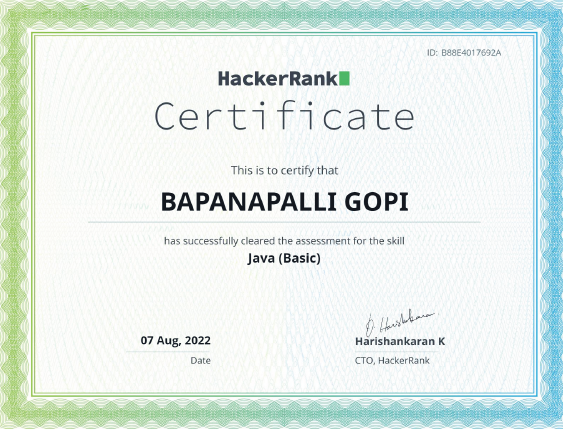 ID: B88E4017692A
HackerRank
Certificate
This is to certify that
BAPANAPALLI GOPI
has successfully cleared the assessment for the skill
Java (Basic)
07 Aug, 2022
Date
Harishankaran K
CTO, HackerRank